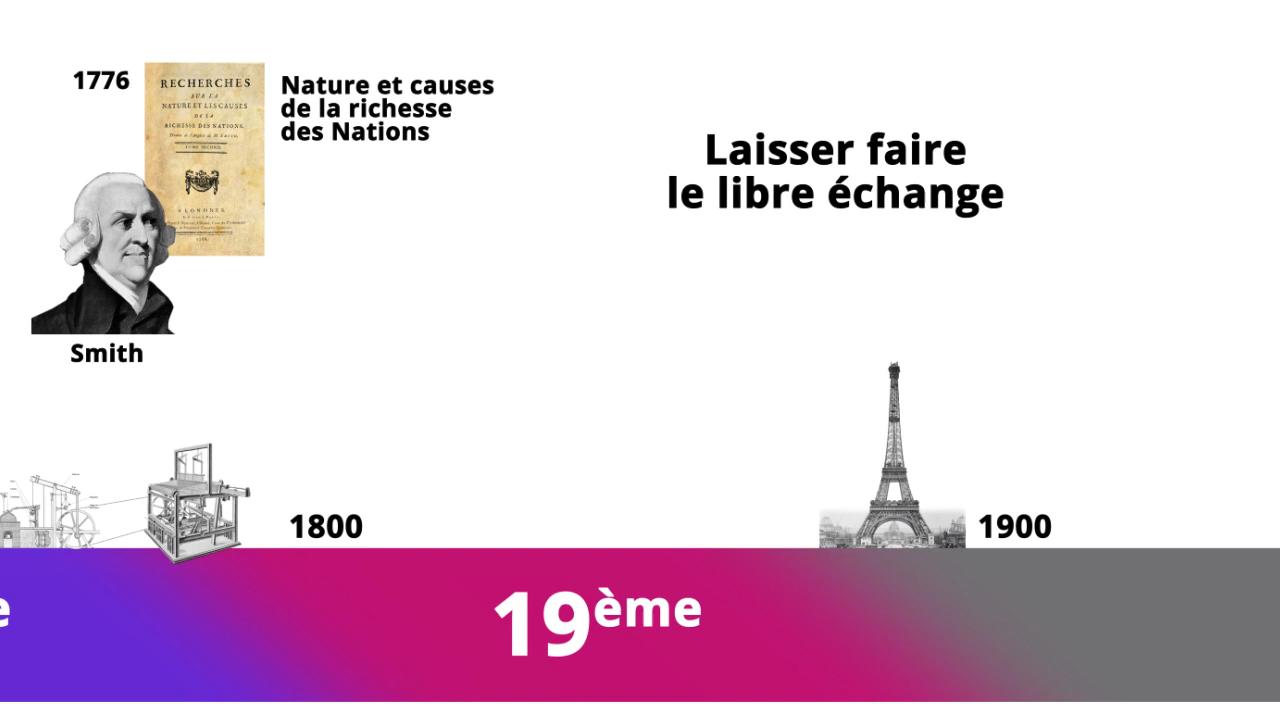 1776
RECHERCHES
SUR LA
NATURE ET LES CAUSES
DE LA
RICHESSE DES NATIONS.
Nature et causes
de la richesse
des Nations
Laisser faire
le libre échange
Smith
1800
1900
e
19ème